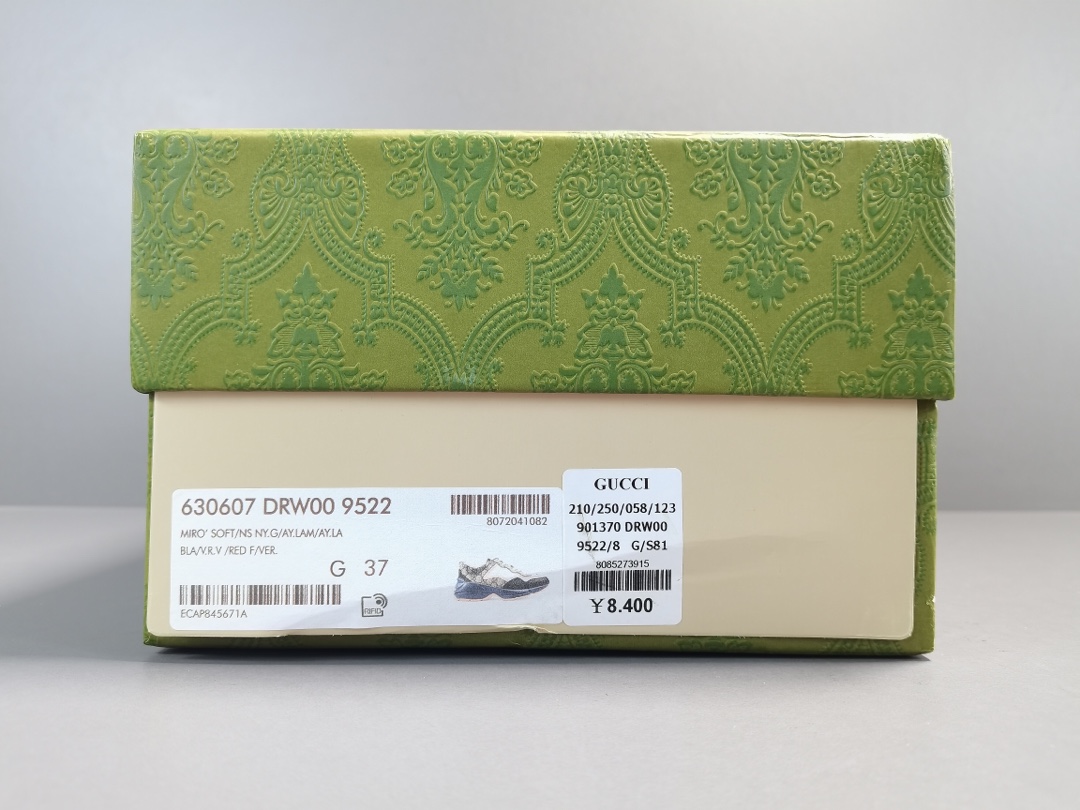 630607 DRW00 9522
8072041082
MIRO' SOFT/NS NY.G/AY.LAM/AY.LA
BLA/V.R.V /RED F/VER.
G 37
ECAP845671A
RFID
GUCCI
210/250/058/123
901370 DRW00
9522/8 G/S81
8085273915
¥8.400